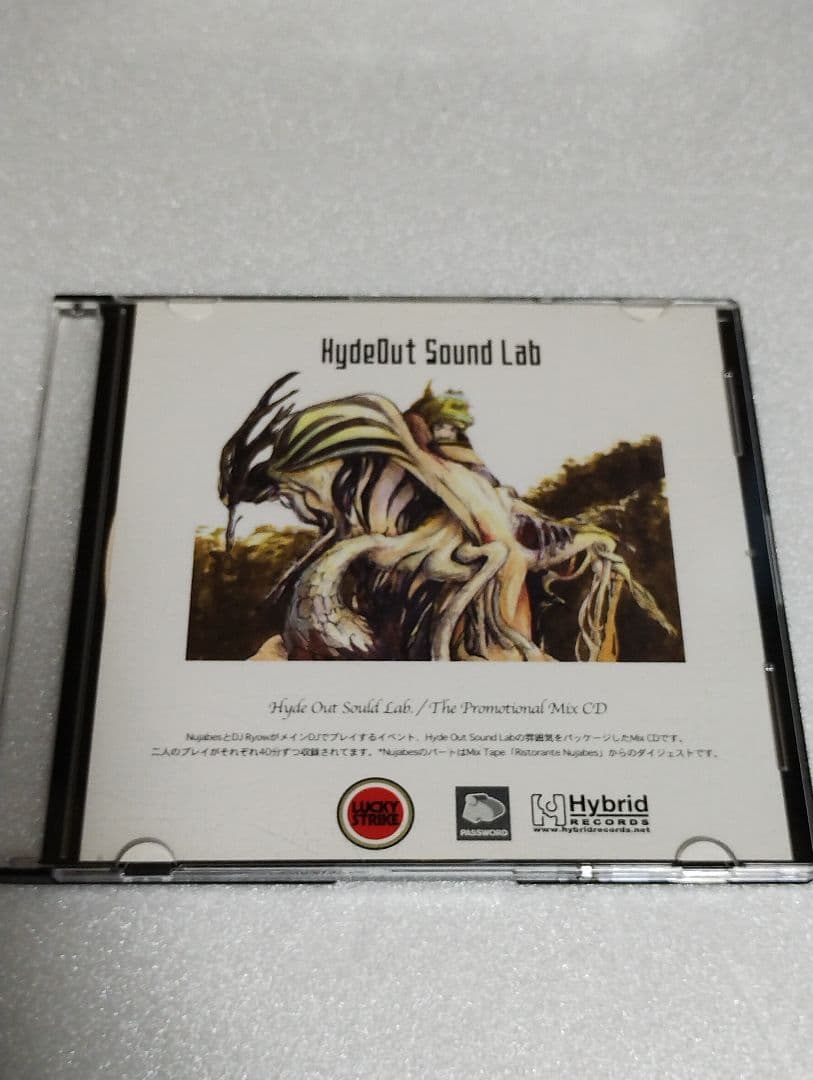 HydeOut Sound Lab
Hyde Out Sould Lab. / The Promotional Mix CD
NujabesとDJ RyowがメインDJでプレイするイベント、Hyde Out Sound Labの雰囲気をパッケージしたMix CDです。
二人のプレイがそれぞれ40分ずつ収録されてます。*NujabesのパートはMix Tape「Ristorante Nujabes」からのダイジェストです。
LUCKY
STRIKE
PASSWORD
Hybrid
RECORDS
www.hybridrecords.net